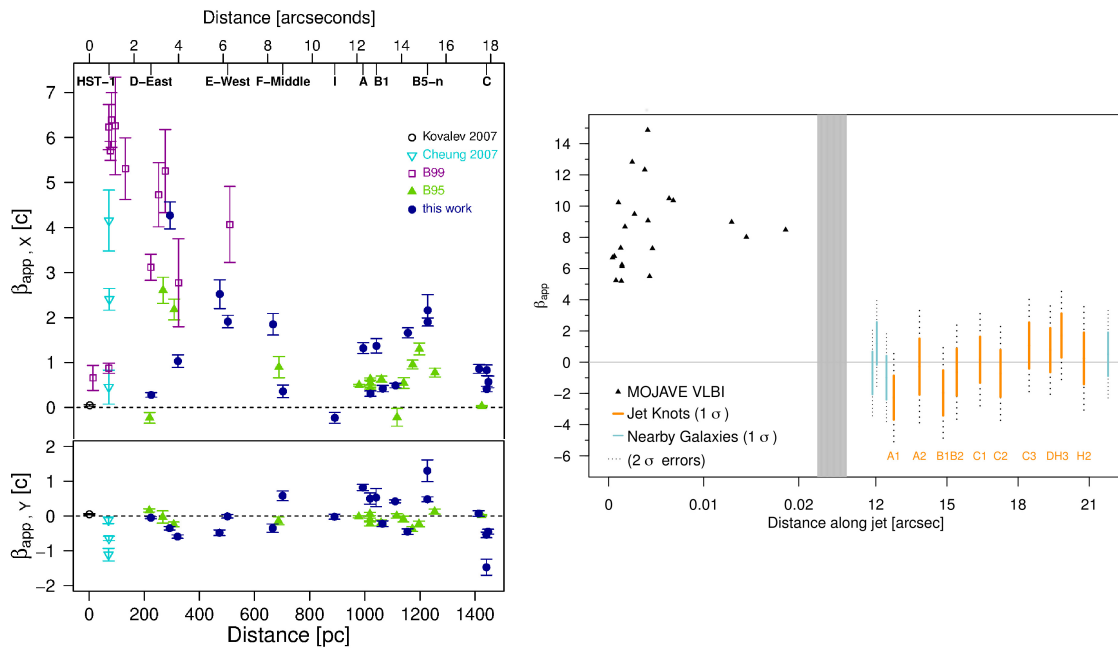 Distance [arcseconds]
0 2 4 6 8 10 12 14 16 18
HST-1 D-East E-West F-Middle I A B1 B5-n C
7
6
5
4
3
2
1
0
βapp, X [c]
Kovalev 2007
Cheung 2007
B99
B95
this work
2
1
0
−1
−2
βapp, Y [c]
0 200 400 600 800 1000 1200 1400
Distance [pc]
14
12
10
8
6
4
2
0
−2
−4
−6
βapp
MOJAVE VLBI
Jet Knots (1 σ)
Nearby Galaxies (1 σ)
(2 σ errors)
A1 A2 B1B2 C1 C2 C3 DH3 H2
0 0.01 0.02 12 15 18 21
Distance along jet [arcsec]